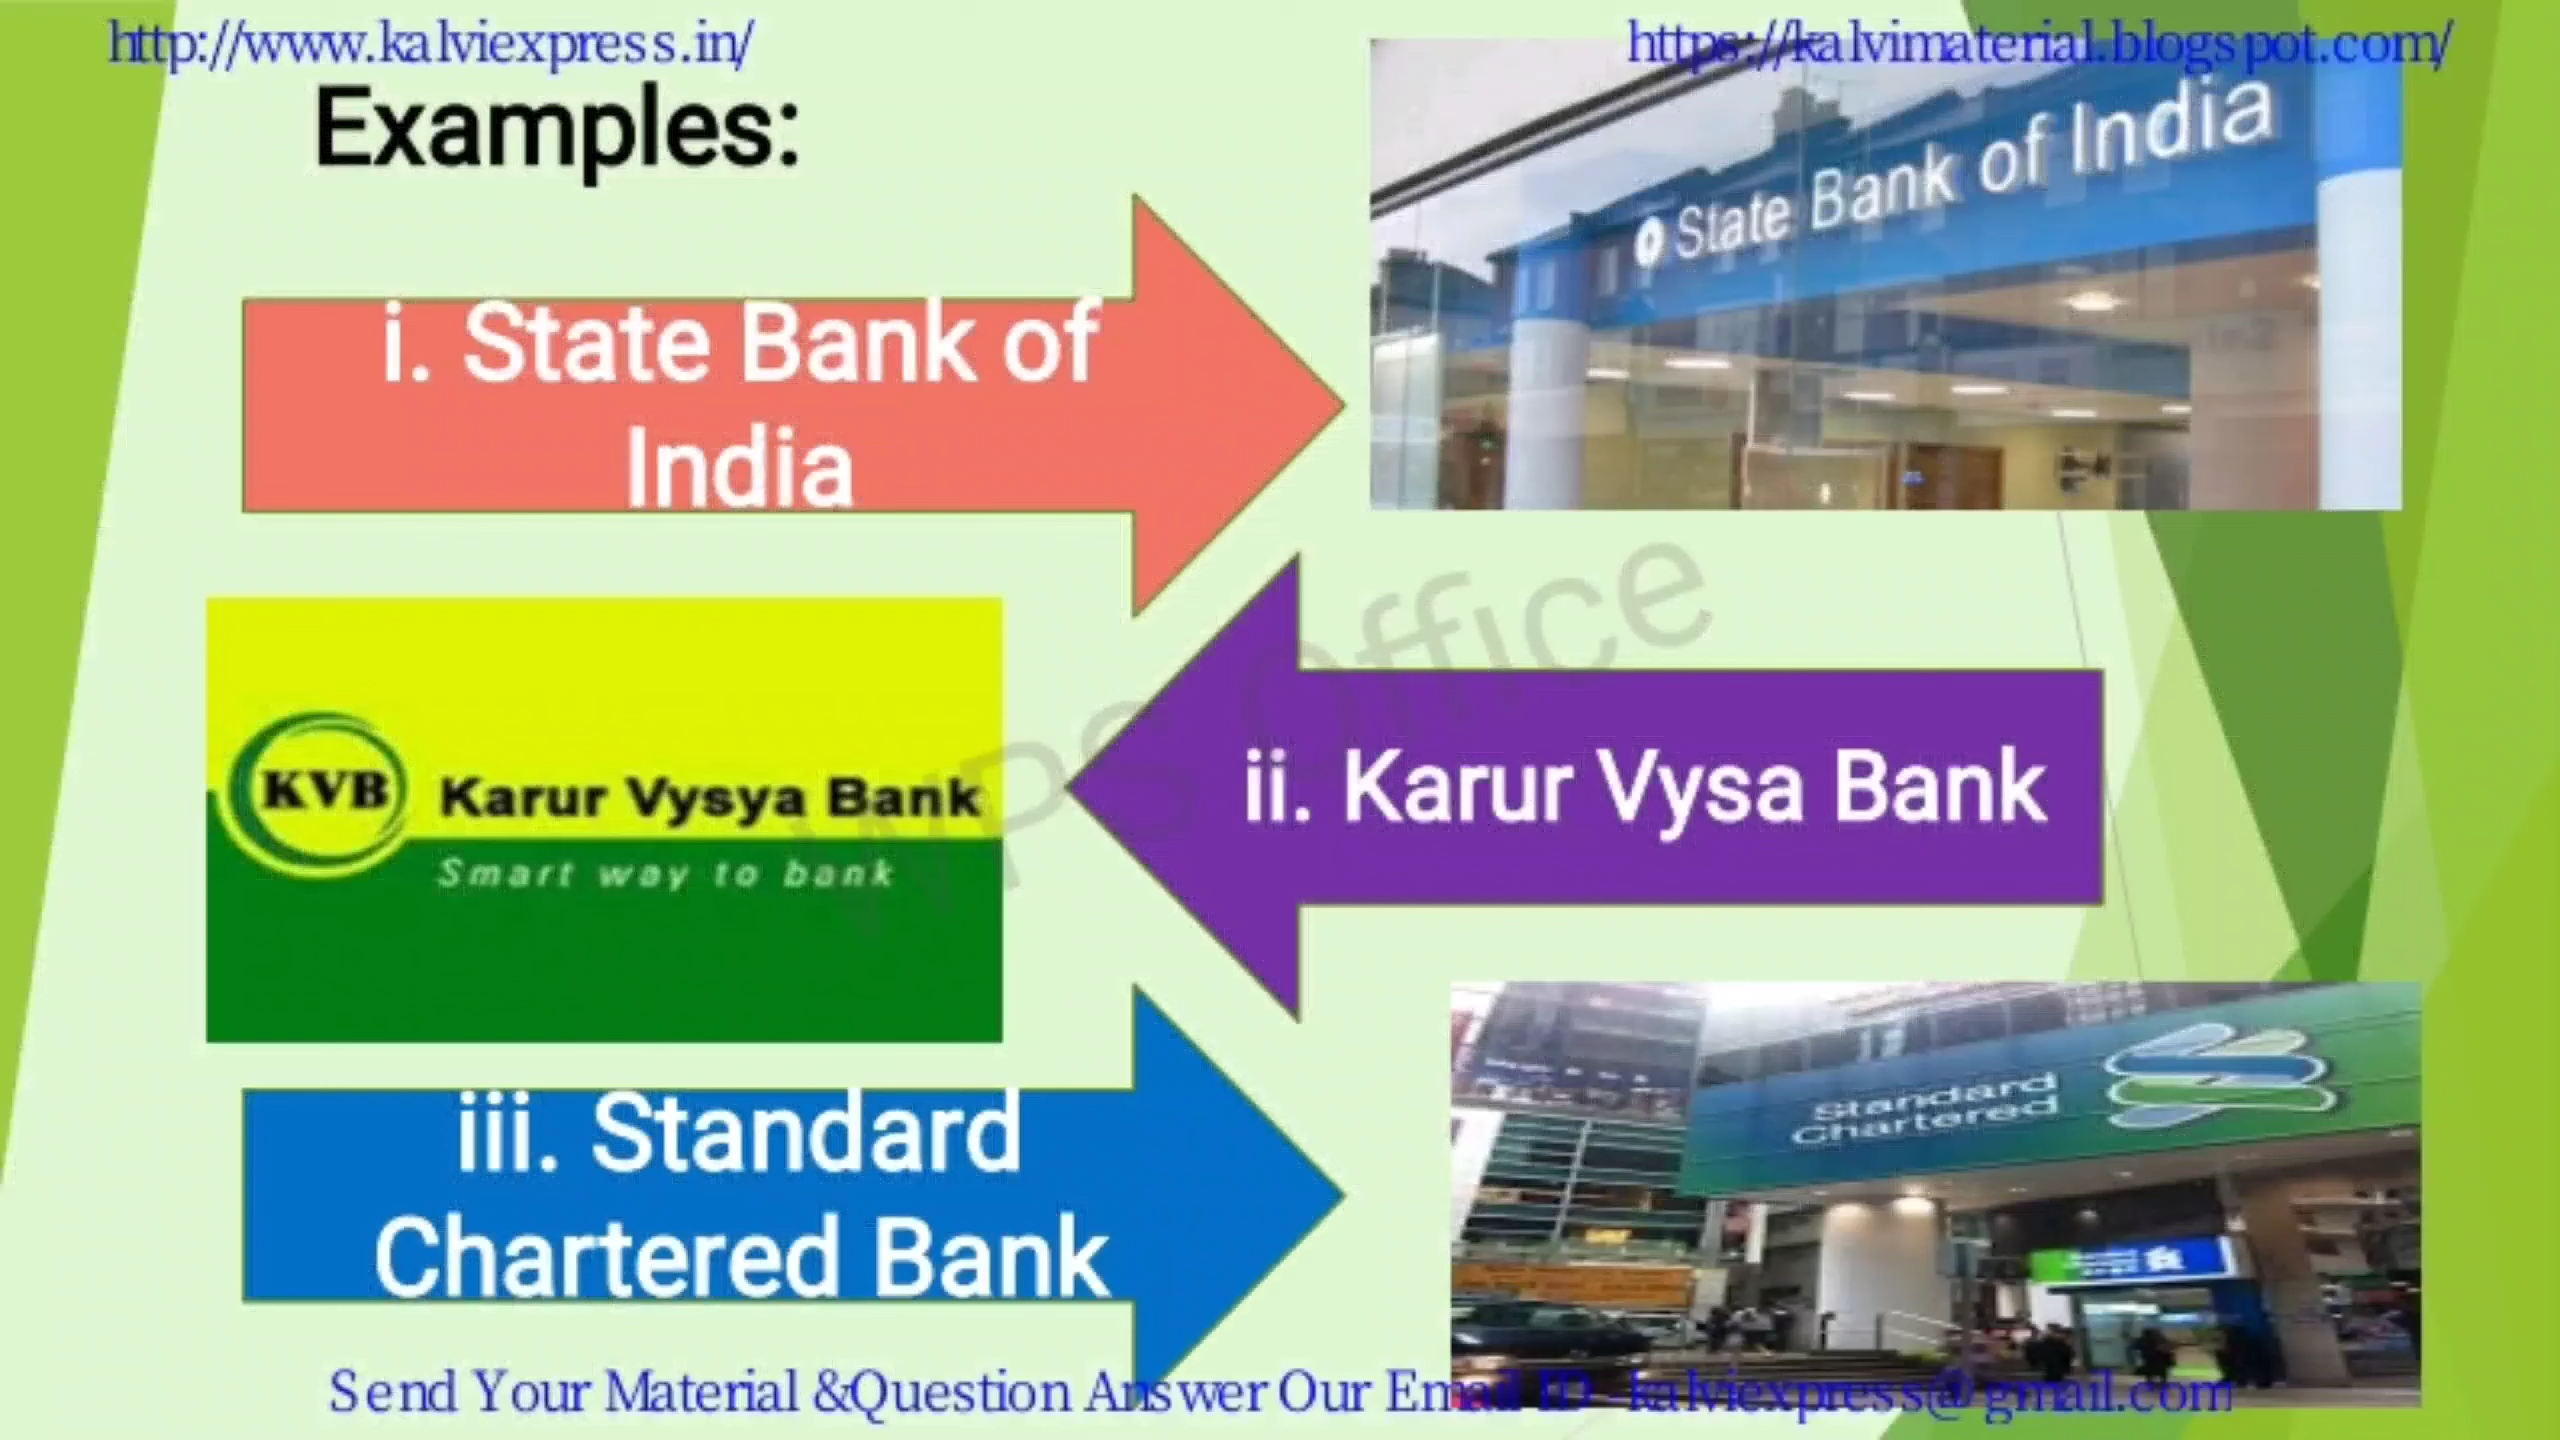 http://www.kalviexpress.in/
https://kalvimaterial.blogspot.com/
Examples:
State Bank of India
i. State Bank of
India
WPS Office
KVB
Karur Vysya Bank
Smart way to bank
ii. Karur Vysa Bank
Standard
Chartered
iii. Standard
Chartered Bank
Send Your Material &Question Answer Our Email ID -kalviexpress@gmail.com